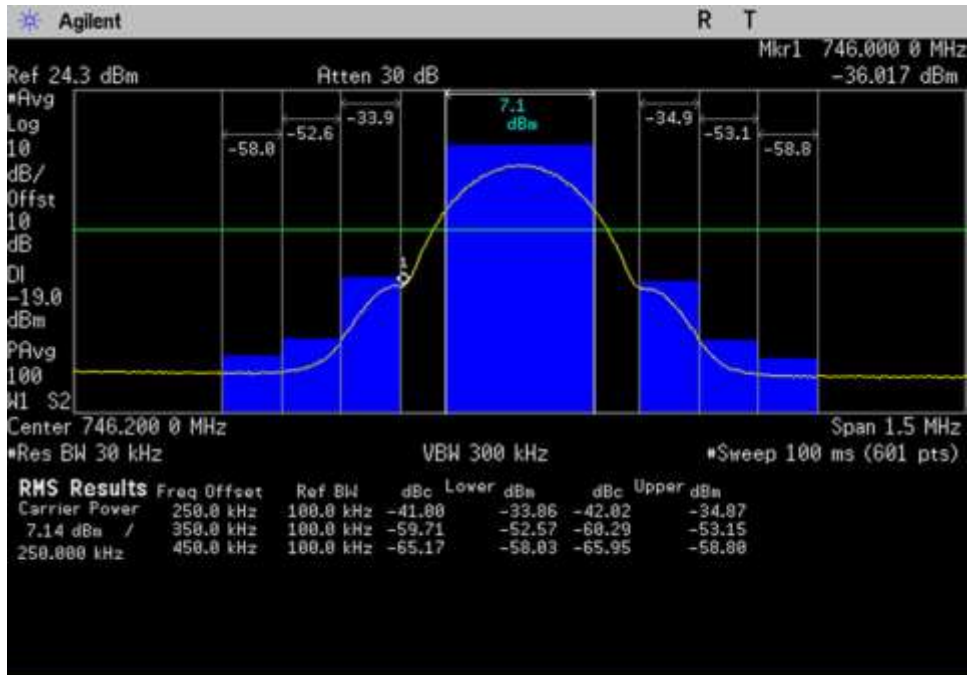 Agilent R T
Mkr1 746.000 0 MHz
Ref 24.3 dBm Atten 30 dB -36.017 dBm
#Avg
Log
10
dB/
Offst
10
dB
DI
-19.0
dBm
PAvg
100
W1 S2
-58.0 -52.6 -33.9 7.1 dBm -34.9 -53.1 -58.8
1
Center 746.200 0 MHz Span 1.5 MHz
#Res BW 30 kHz VBW 300 kHz #Sweep 100 ms (601 pts)
RMS Results Freq Offset Ref BW dBc Lower dBm dBc Upper dBm
Carrier Power 250.0 kHz 100.0 kHz -41.00 -33.86 -42.02 -34.87
7.14 dBm / 350.0 kHz 100.0 kHz -59.71 -52.57 -60.29 -53.15
250.000 kHz 450.0 kHz 100.0 kHz -65.17 -58.03 -65.95 -58.80